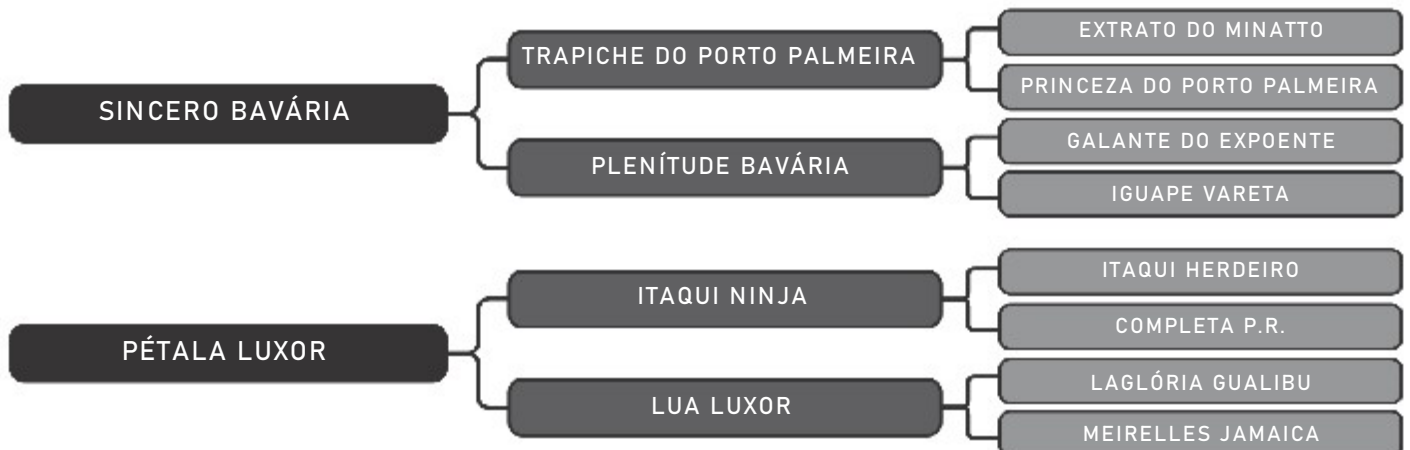 SINCERO BAVÁRIA
TRAPICHE DO PORTO PALMEIRA
EXTRATO DO MINATTO
PRINCEZA DO PORTO PALMEIRA
PLENÍTUDE BAVÁRIA
GALANTE DO EXPOENTE
IGUAPE VARETA
PÉTALA LUXOR
ITAQUI NINJA
ITAQUI HERDEIRO
COMPLETA P.R.
LUA LUXOR
LAGLÓRIA GUALIBU
MEIRELLES JAMAICA